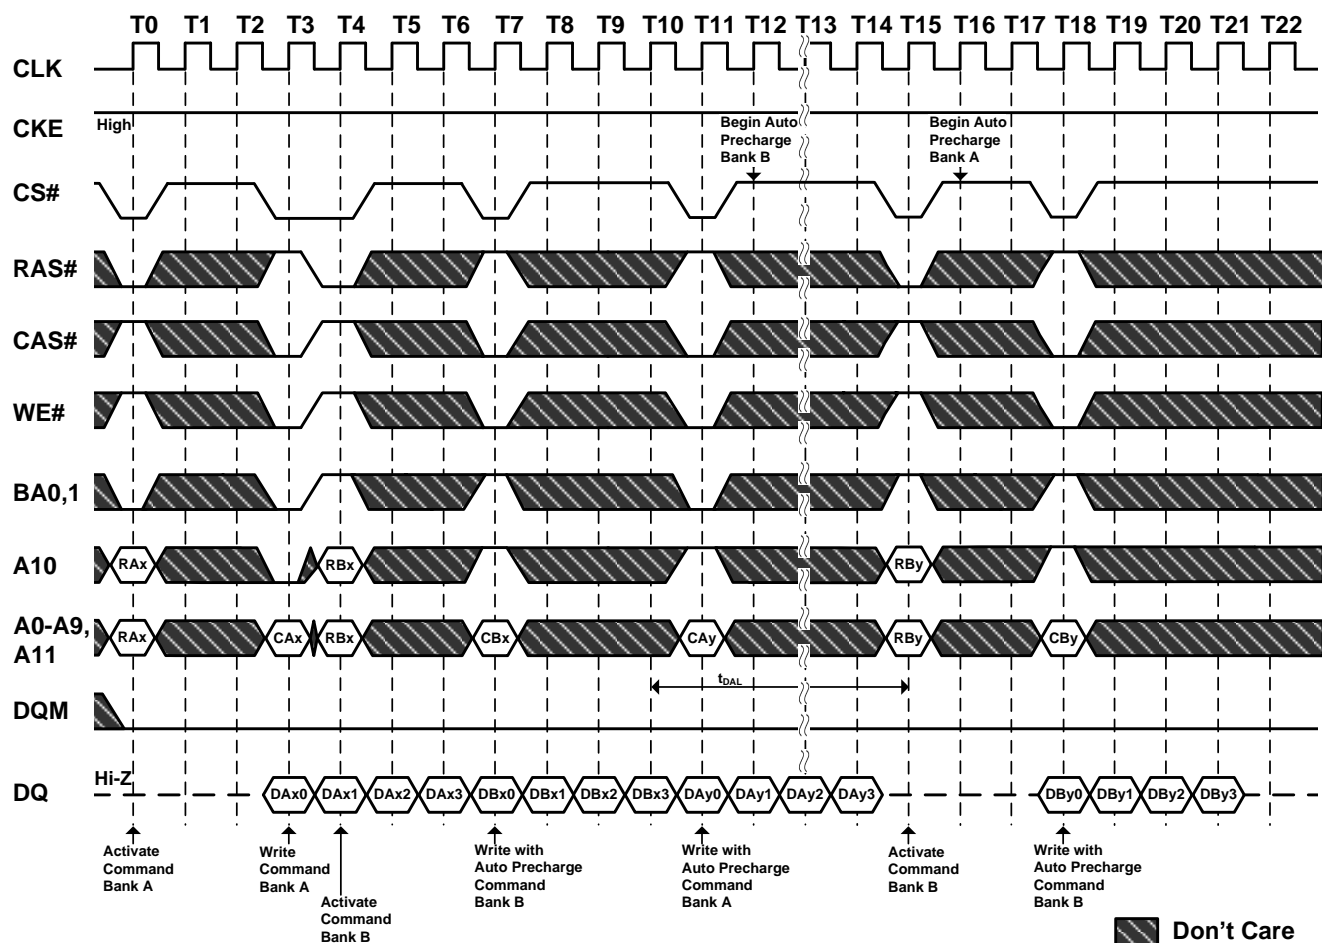 T0 T1 T2 T3 T4 T5 T6 T7 T8 T9 T10 T11 T12 T13 T14 T15 T16 T17 T18 T19 T20 T21 T22
CLK
CKE
High
Begin Auto
Precharge
Bank B
Begin Auto
Precharge
Bank A
CS#
RAS#
CAS#
WE#
BA0,1
A10
RAx RBx RBy
A0-A9,
A11
RAx CAx RBx CBx CAy RBy CBy
tDAL
DQM
Hi-Z
DQ
DAx0 DAx1 DAx2 DAx3 DBx0 DBx1 DBx2 DBx3 DAy0 DAy1 DAy2 DAy3 DBy0 DBy1 DBy2 DBy3
Activate
Command
Bank A
Write
Command
Bank A
Activate
Command
Bank B
Write with
Auto Precharge
Command
Bank B
Write with
Auto Precharge
Command
Bank A
Activate
Command
Bank B
Write with
Auto Precharge
Command
Bank B
Don't Care